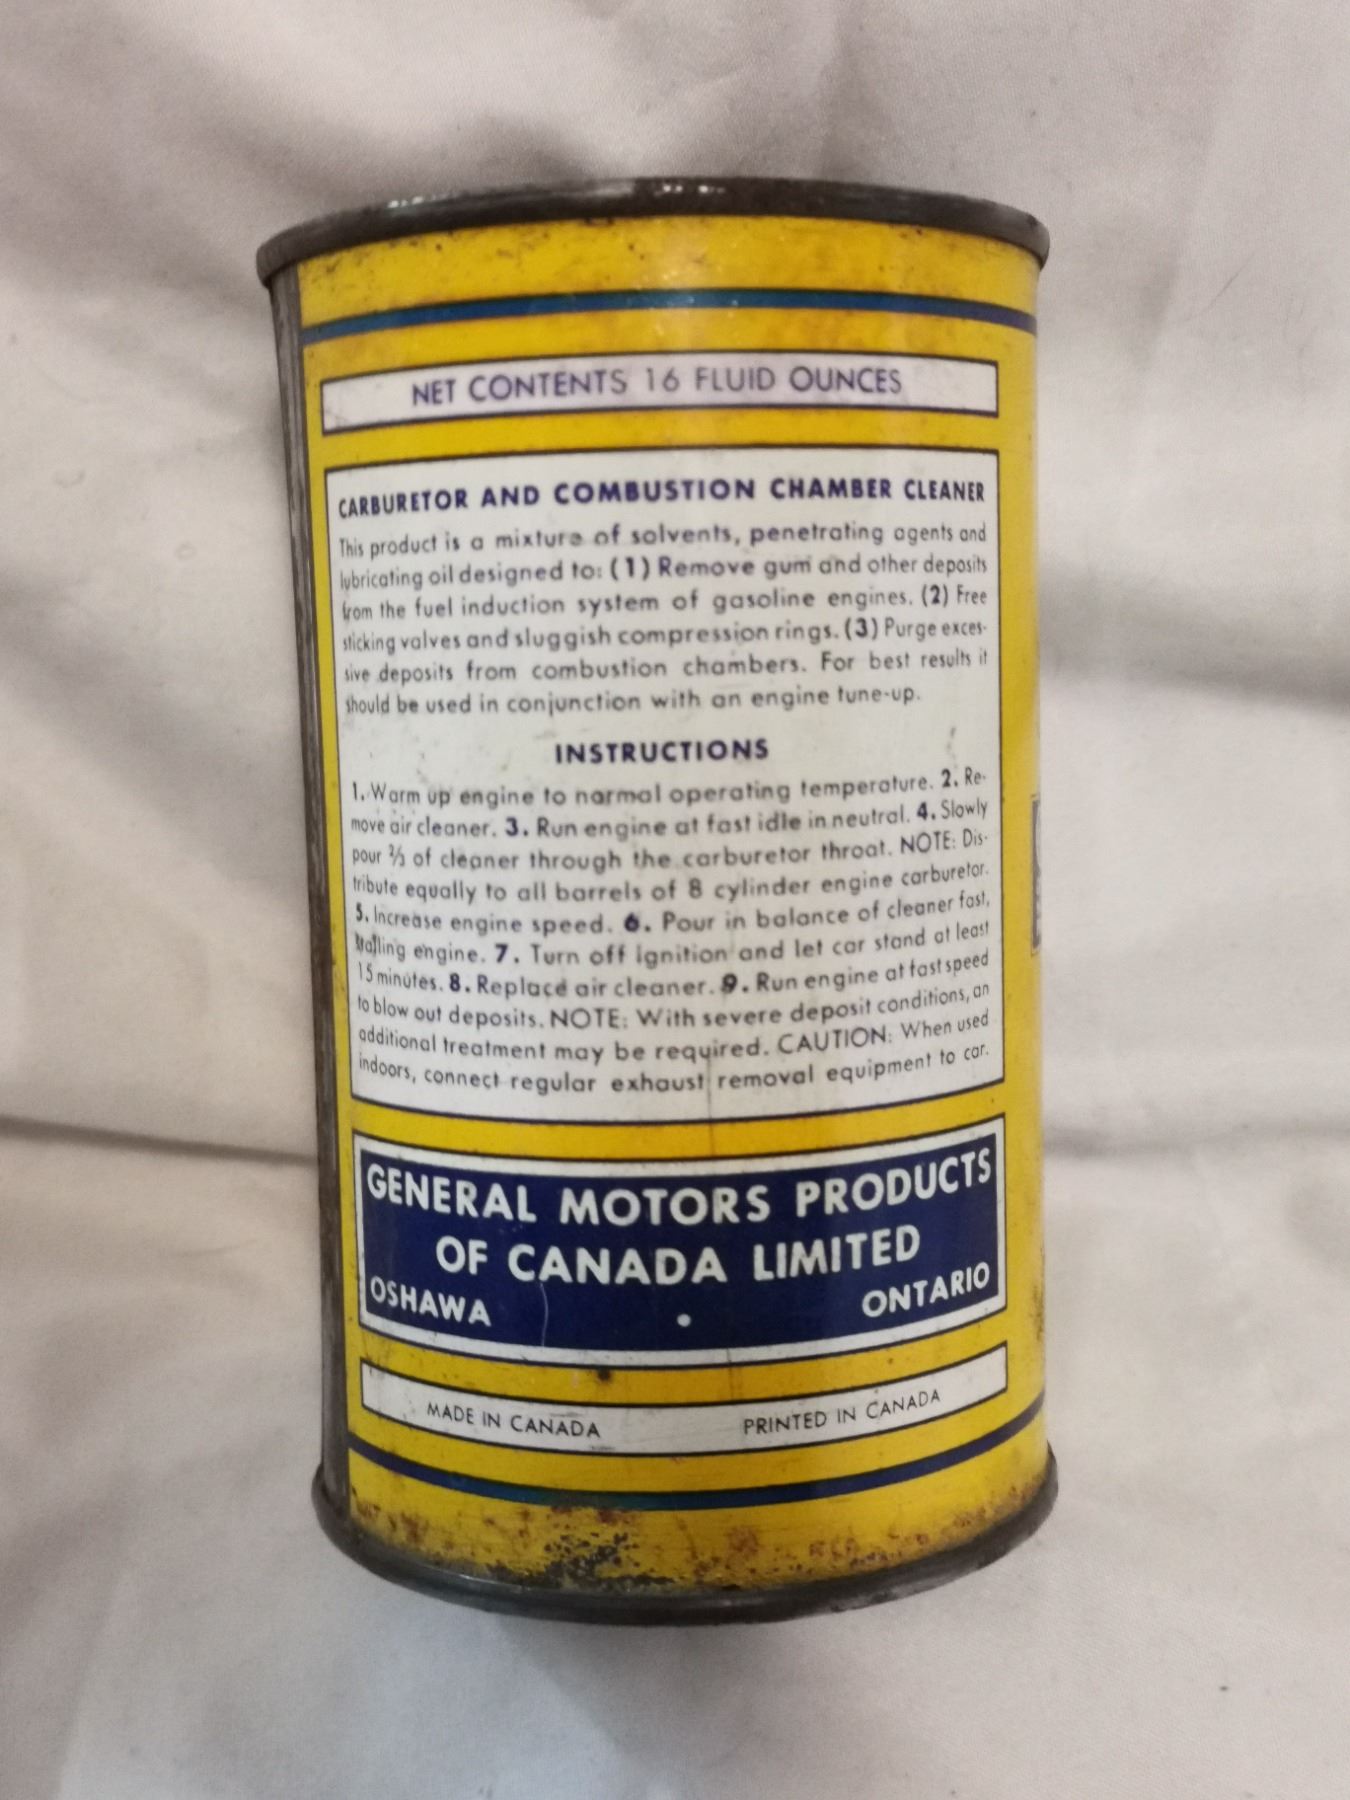 NET CONTENTS 16 FLUID OUNCES
CARBURETOR AND COMBUSTION CHAMBER CLEANER
This product is a mixture of solvents, penetrating agents and
lubricating oil designed to: (1) Remove gum and other deposits
from the fuel induction system of gasoline engines. (2) Free
sticking valves and sluggish compression rings. (3) Purge exces-
sive deposits from combustion chambers. For best results it
should be used in conjunction with an engine tune-up.
INSTRUCTIONS
1. Warm up engine to normal operating temperature. 2. Re-
move air cleaner. 3. Run engine at fast idle in neutral. 4. Slowly
pour ⅔ of cleaner through the carburetor throat. NOTE: Dis-
tribute equally to all barrels of 8 cylinder engine carburetor.
5. Increase engine speed. 6. Pour in balance of cleaner fast,
stalling engine. 7. Turn off ignition and let car stand at least
15 minutes. 8. Replace air cleaner. 9. Run engine at fast speed
to blow out deposits. NOTE: With severe deposit conditions, an
additional treatment may be required. CAUTION: When used
indoors, connect regular exhaust removal equipment to car.
GENERAL MOTORS PRODUCTS
OF CANADA LIMITED
OSHAWA • ONTARIO
MADE IN CANADA PRINTED IN CANADA